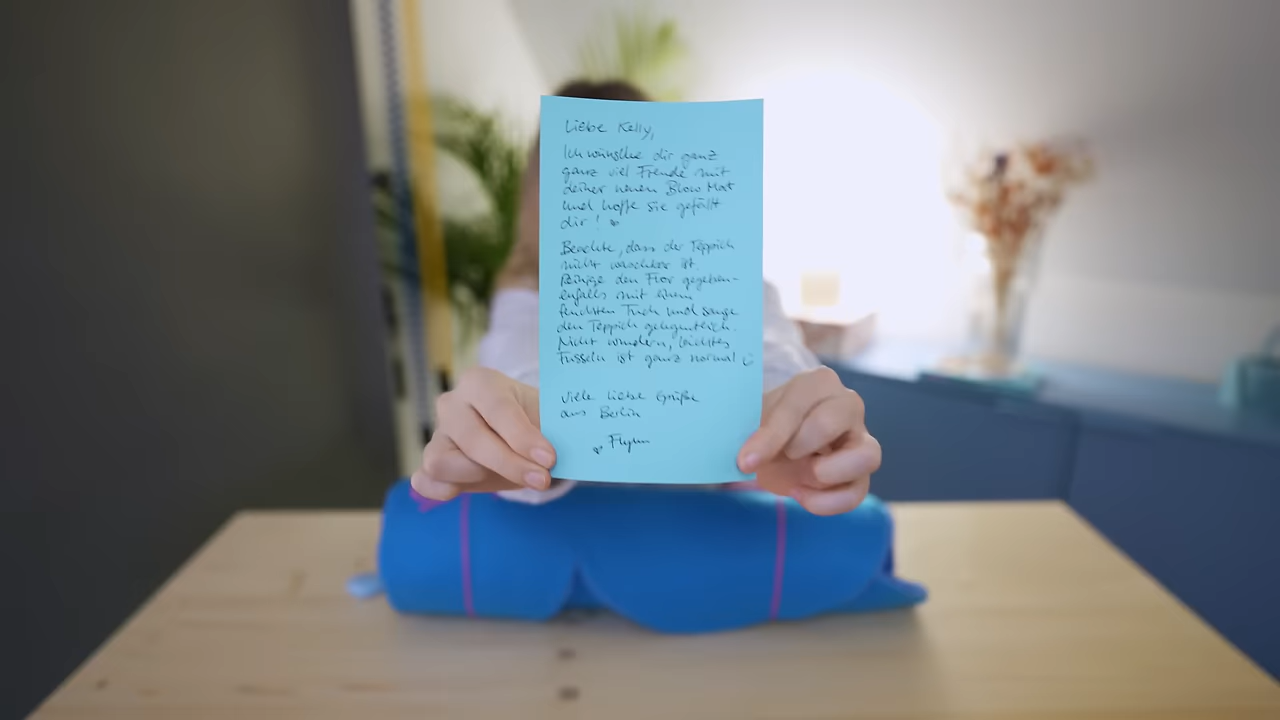 Liebe Kelly,
Ich wünsche dir ganz
ganz viel Freude mit
deiner neuen Blow Mat
und hoffe sie gefällt
dir!
Beachte, dass der Teppich
nicht waschbar ist.
Reinige den Flor gegeben-
enfalls mit einem
feuchten Tuch und sauge
den Teppich gelegentlich.
Nicht wundern, leichtes
Fusseln ist ganz normal
Viele liebe Grüße
aus Berlin
Flynn